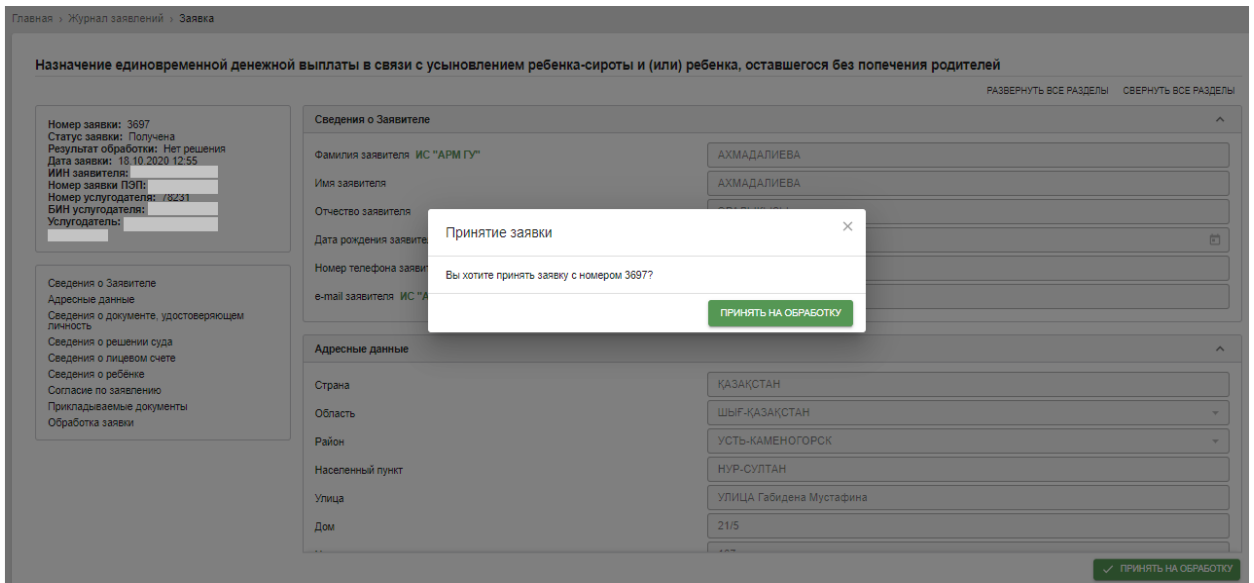 Главная › Журнал заявлений › Заявка
Назначение единовременной денежной выплаты в связи с усыновлением ребенка-сироты и (или) ребенка, оставшегося без попечения родителей
РАЗВЕРНУТЬ ВСЕ РАЗДЕЛЫ СВЕРНУТЬ ВСЕ РАЗДЕЛЫ
Номер заявки: 3697
Статус заявки: Получена
Результат обработки: Нет решения
Дата заявки: 18.10.2020 12:55
ИИН заявителя:
Номер заявки ПЭП:
Номер услугодателя: 78231
БИН услугодателя:
Услугодатель:
Сведения о Заявителе
Адресные данные
Сведения о документе, удостоверяющем
личность
Сведения о решении суда
Сведения о лицевом счете
Сведения о ребёнке
Согласие по заявлению
Прикладываемые документы
Обработка заявки
Сведения о Заявителе
Фамилия заявителя ИС "АРМ ГУ" АХМАДАЛИЕВА
Имя заявителя АХМАДАЛИЕВА
Отчество заявителя
Дата рождения заявите
Номер телефона заяви
e-mail заявителя ИС "А
Принятие заявки ×
Вы хотите принять заявку с номером 3697?
ПРИНЯТЬ НА ОБРАБОТКУ
Адресные данные
Страна ҚАЗАҚСТАН
Область ШЫҒ-ҚАЗАҚСТАН
Район УСТЬ-КАМЕНОГОРСК
Населенный пункт НУР-СУЛТАН
Улица УЛИЦА Габидена Мустафина
Дом 21/5
ПРИНЯТЬ НА ОБРАБОТКУ